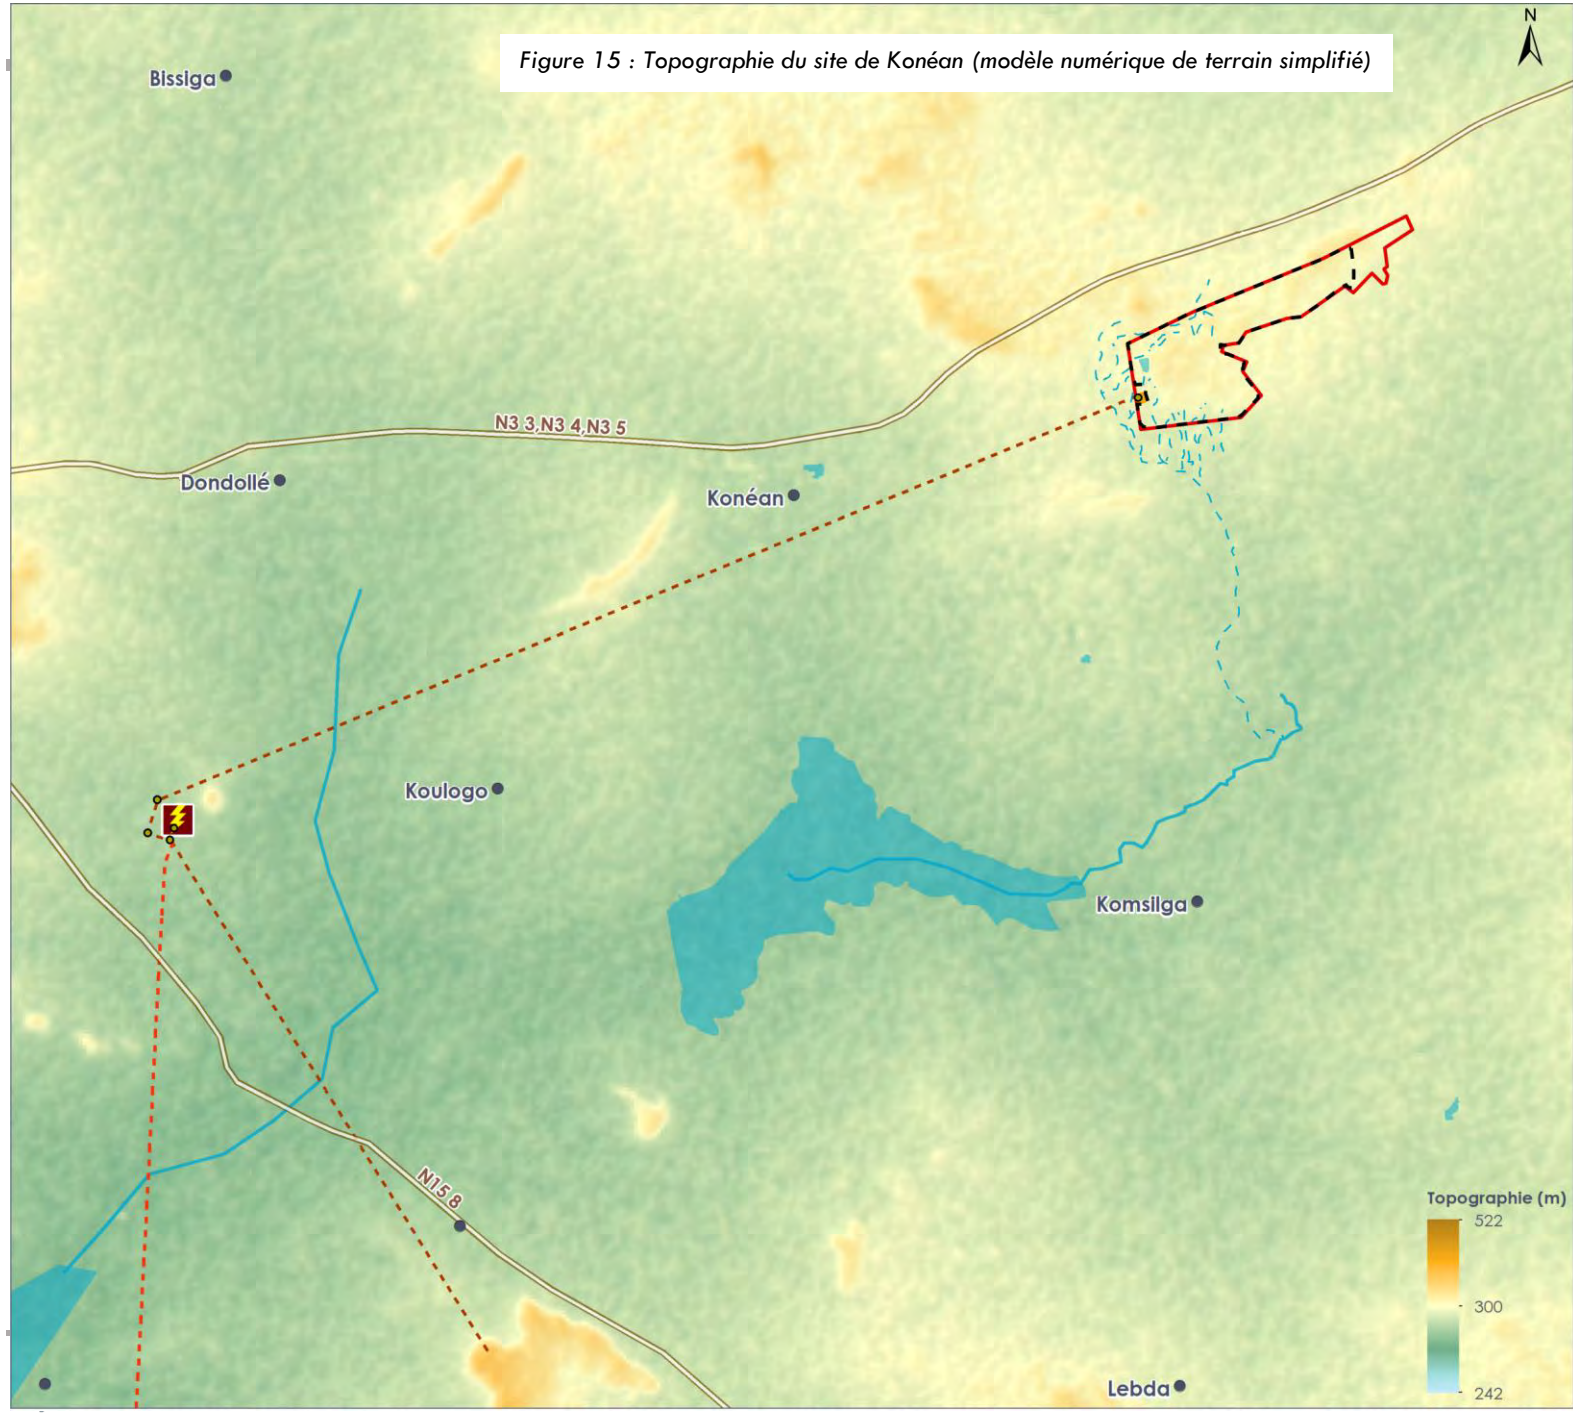 N
Figure 15 : Topographie du site de Konéan (modèle numérique de terrain simplifié)
Bissiga
N3 3,N3 4,N3 5
Dondollé
Konéan
Koulogo
Komsilga
N15 8
Topographie (m)
522
300
242
Lebda